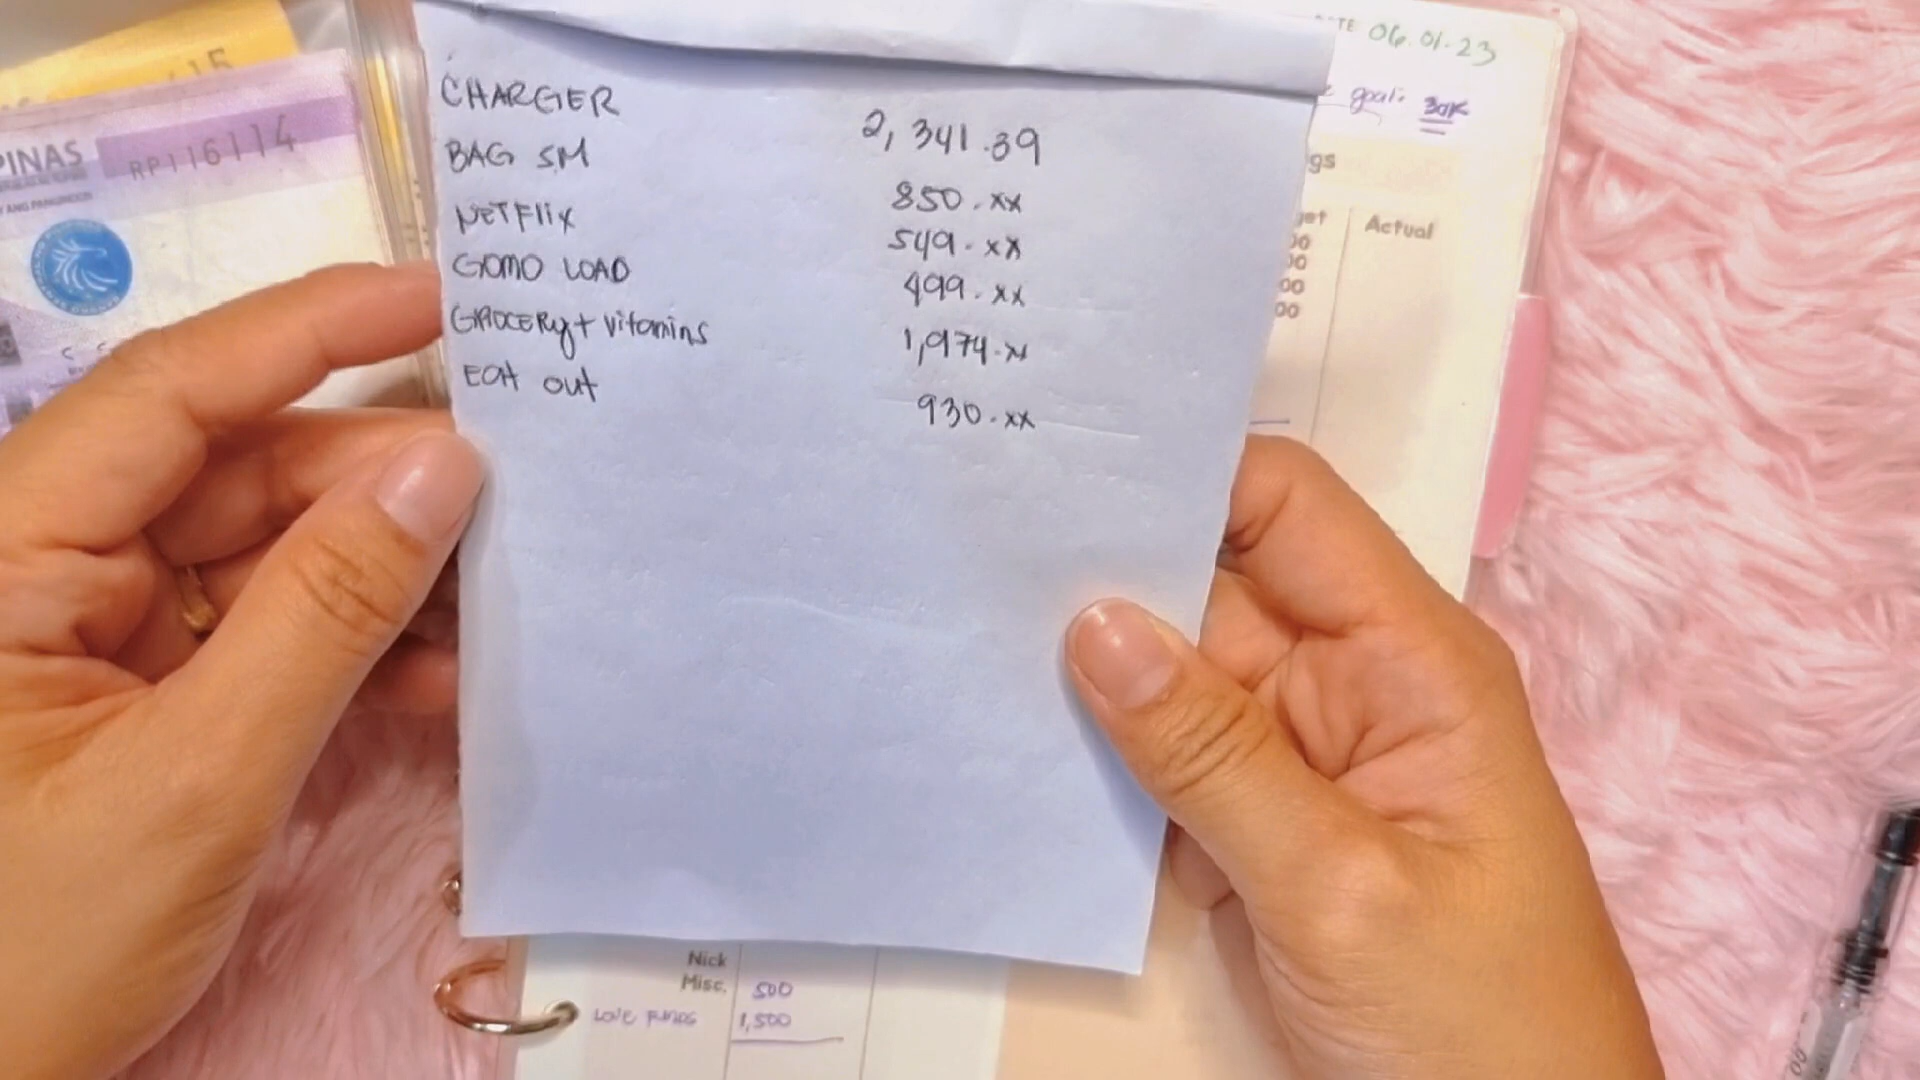 PINAS
RP116114
DATE: 06.01.23
goal: 30K
CHARGER 2,341.39
BAG SM 850.xx
NETFLIX 549.xx
GOMO LOAD 499.xx
GROCERY + VITAMINS 1,974.xx
EAT OUT 930.xx
Actual
Nick
Misc. 500
LOVE FUNDS 1,500